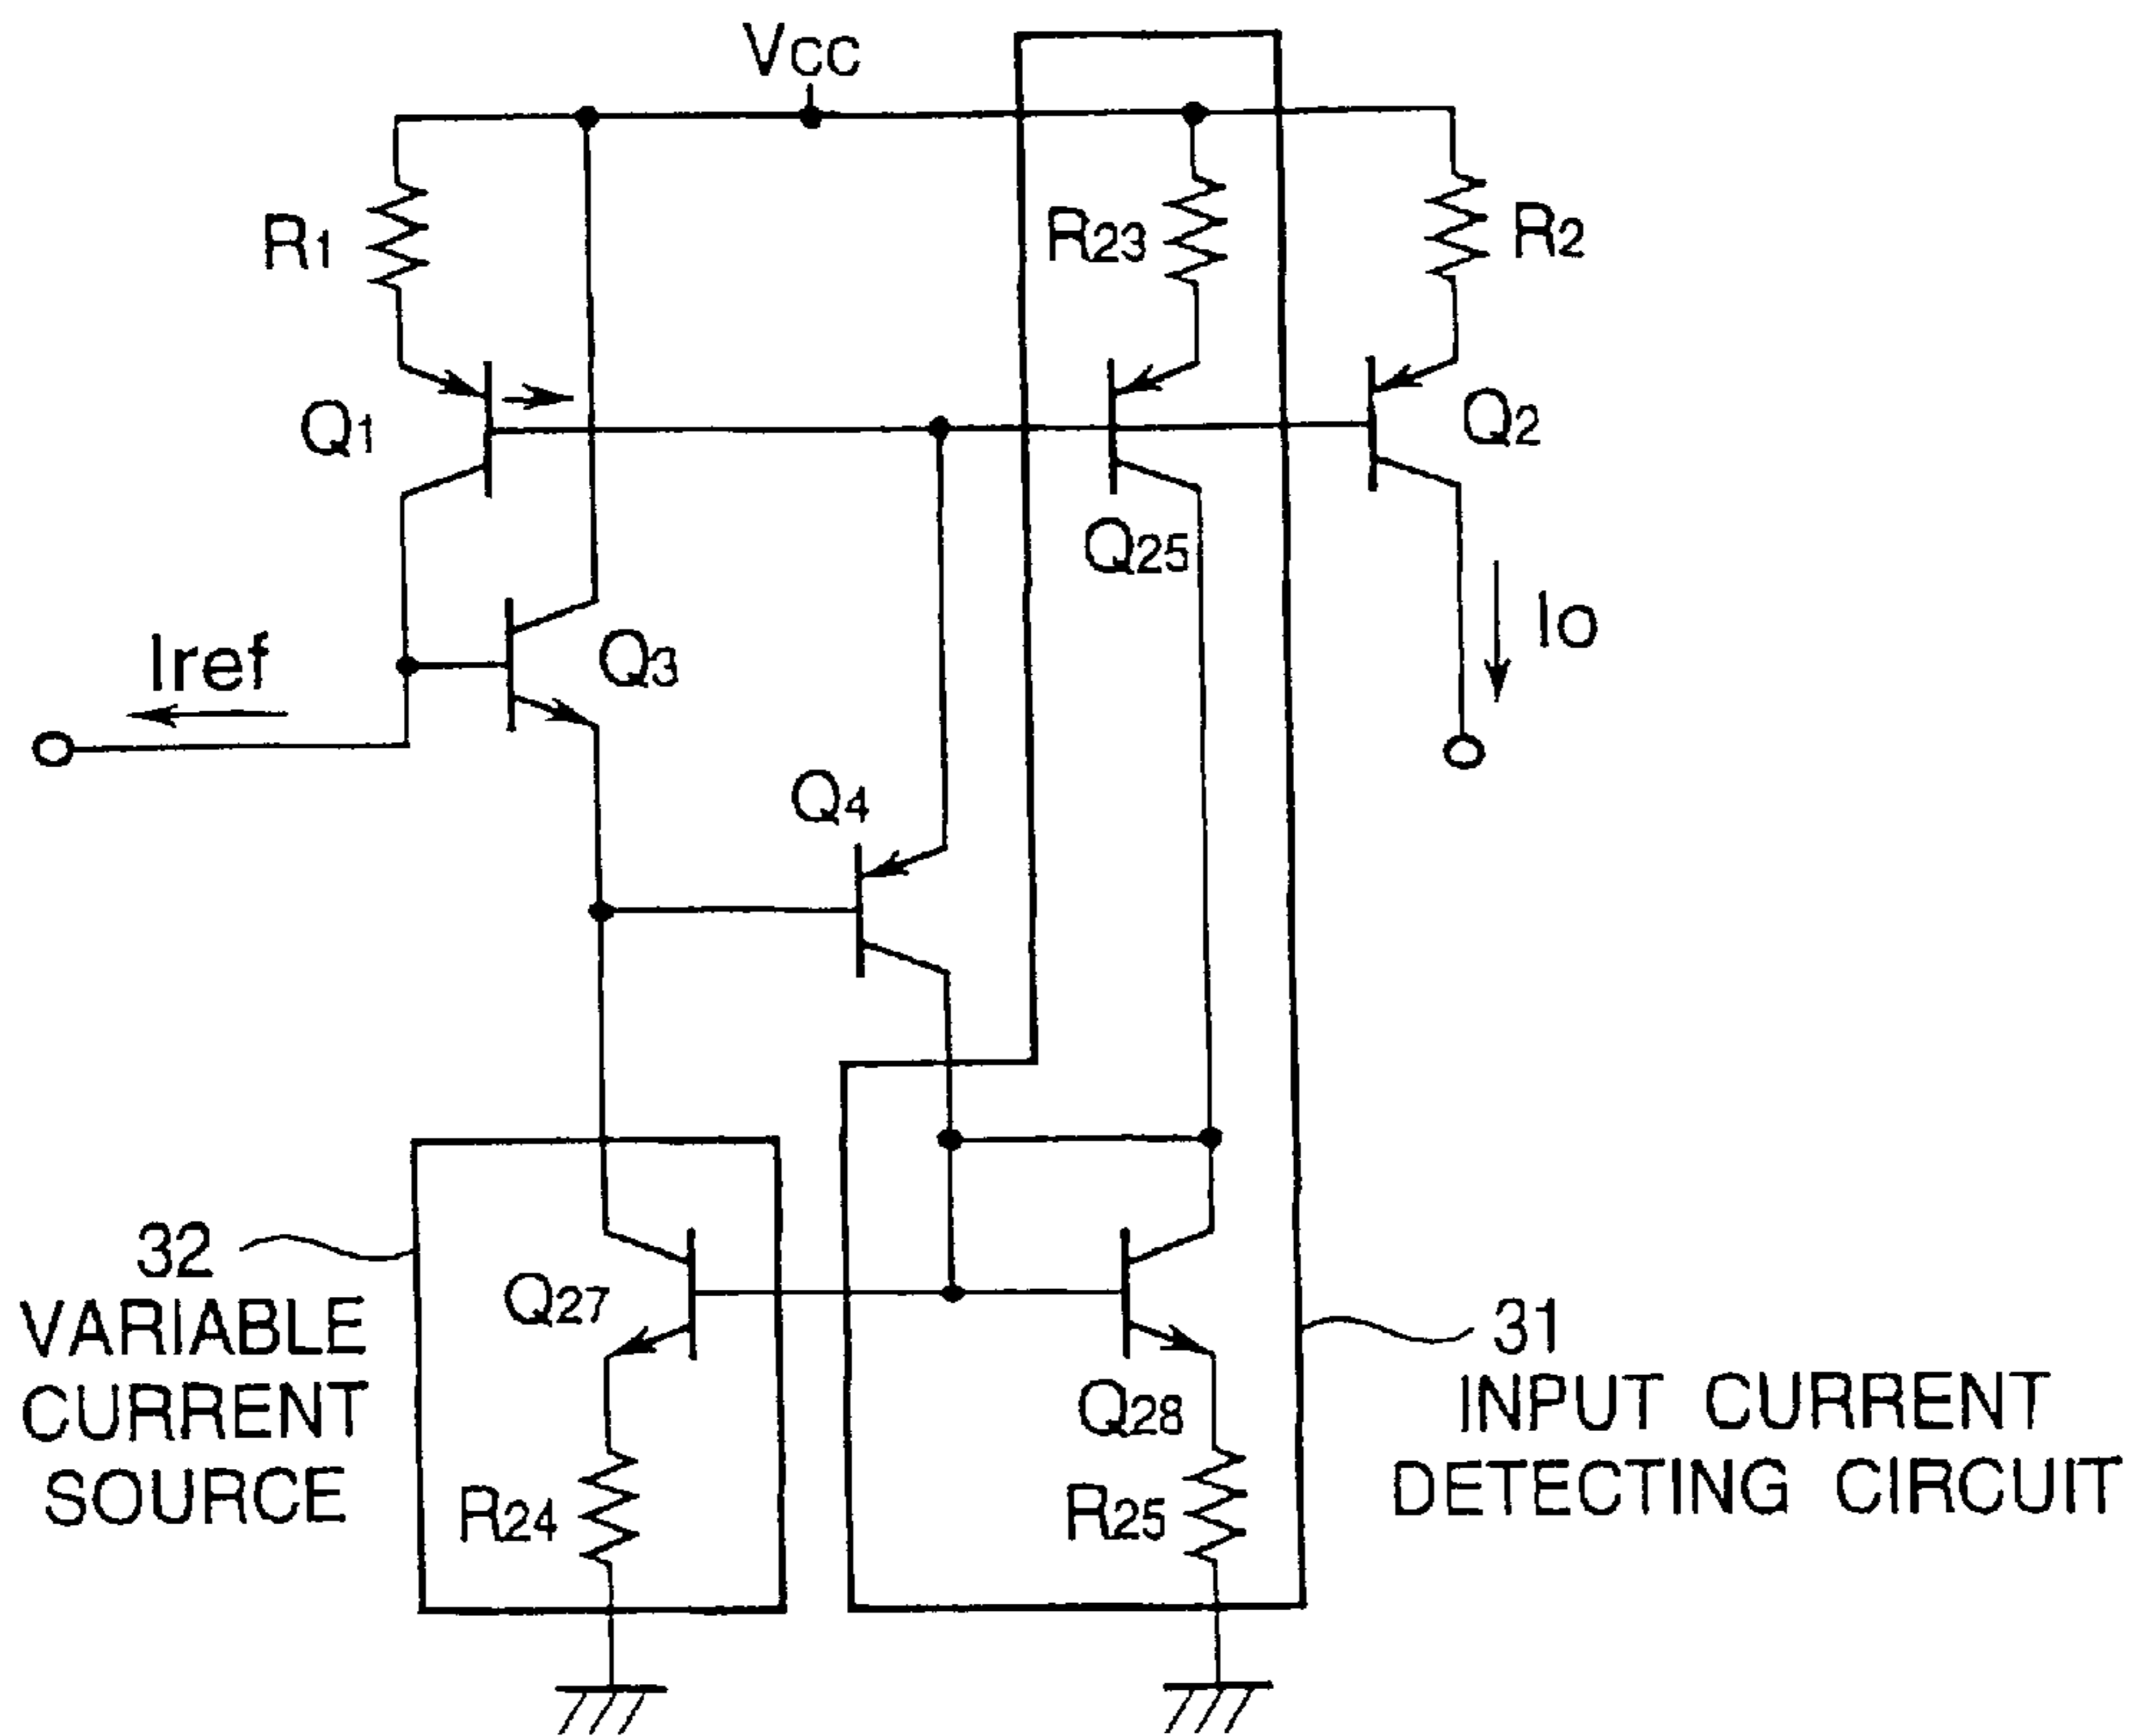 Vcc
R1
R23
R2
Q1
Q2
Q25
Iref
Q3
Io
Q4
32
VARIABLE
CURRENT
SOURCE
Q27
Q28
31
INPUT CURRENT
DETECTING CIRCUIT
R24
R25